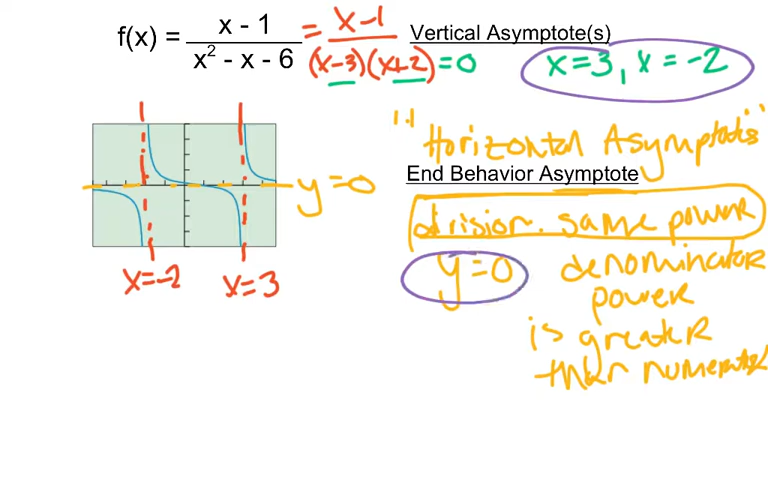 f(x) = x - 1 / x² - x - 6 = x-1 / (x-3)(x+2) = 0
Vertical Asymptote(s)
x=3, x=-2
"Horizontal Asymptotes"
End Behavior Asymptote
y=0
division. same power
y=0 denominator
power
is greater
than numerator
x=-2
x=3